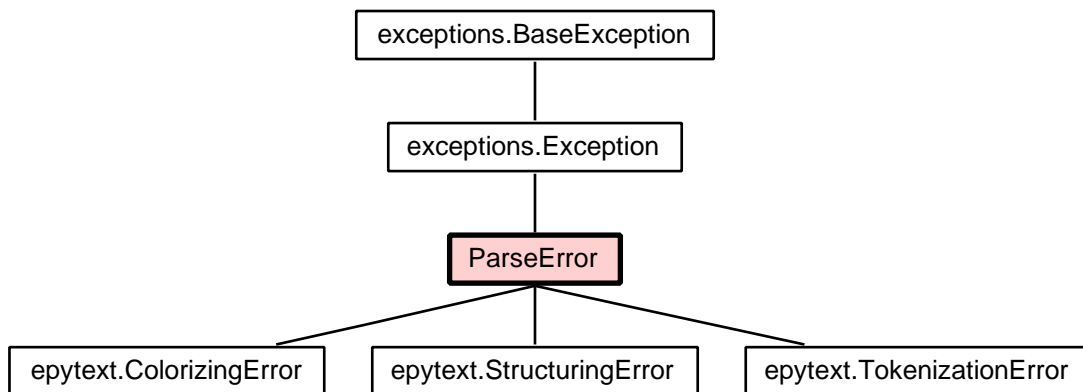 exceptions.BaseException
exceptions.Exception
ParseError
epytext.ColorizingError
epytext.StructuringError
epytext.TokenizationError